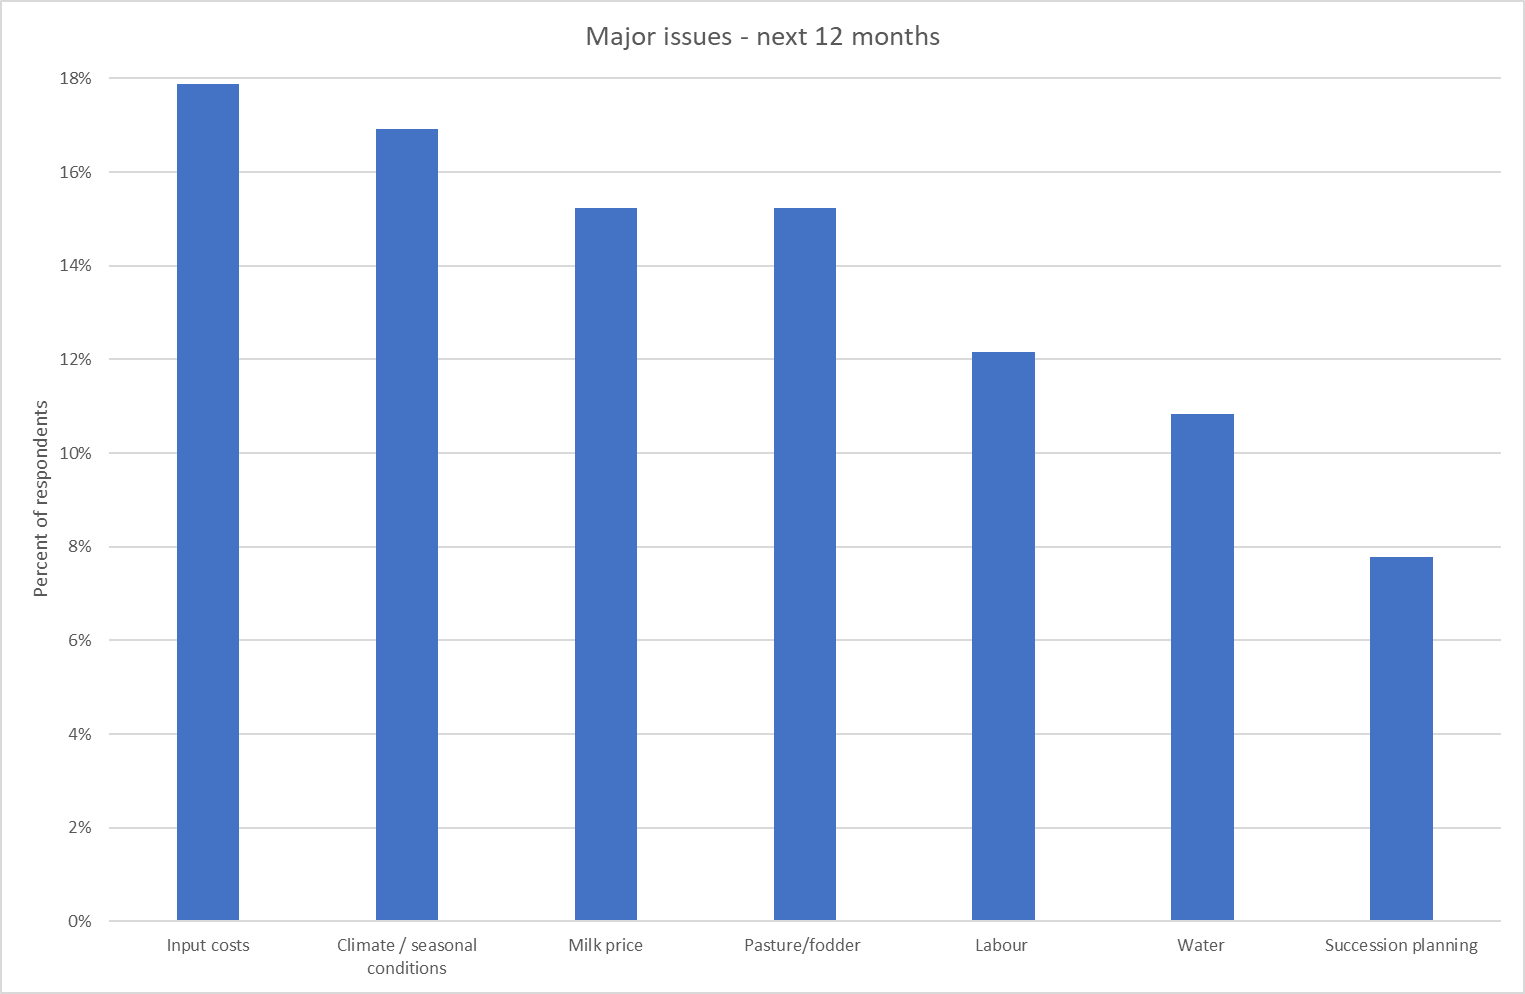 Major issues - next 12 months
18%
16%
14%
12%
10%
8%
6%
4%
2%
0%
Percent of respondents
Input costs
Climate / seasonal
conditions
Milk price
Pasture/fodder
Labour
Water
Succession planning